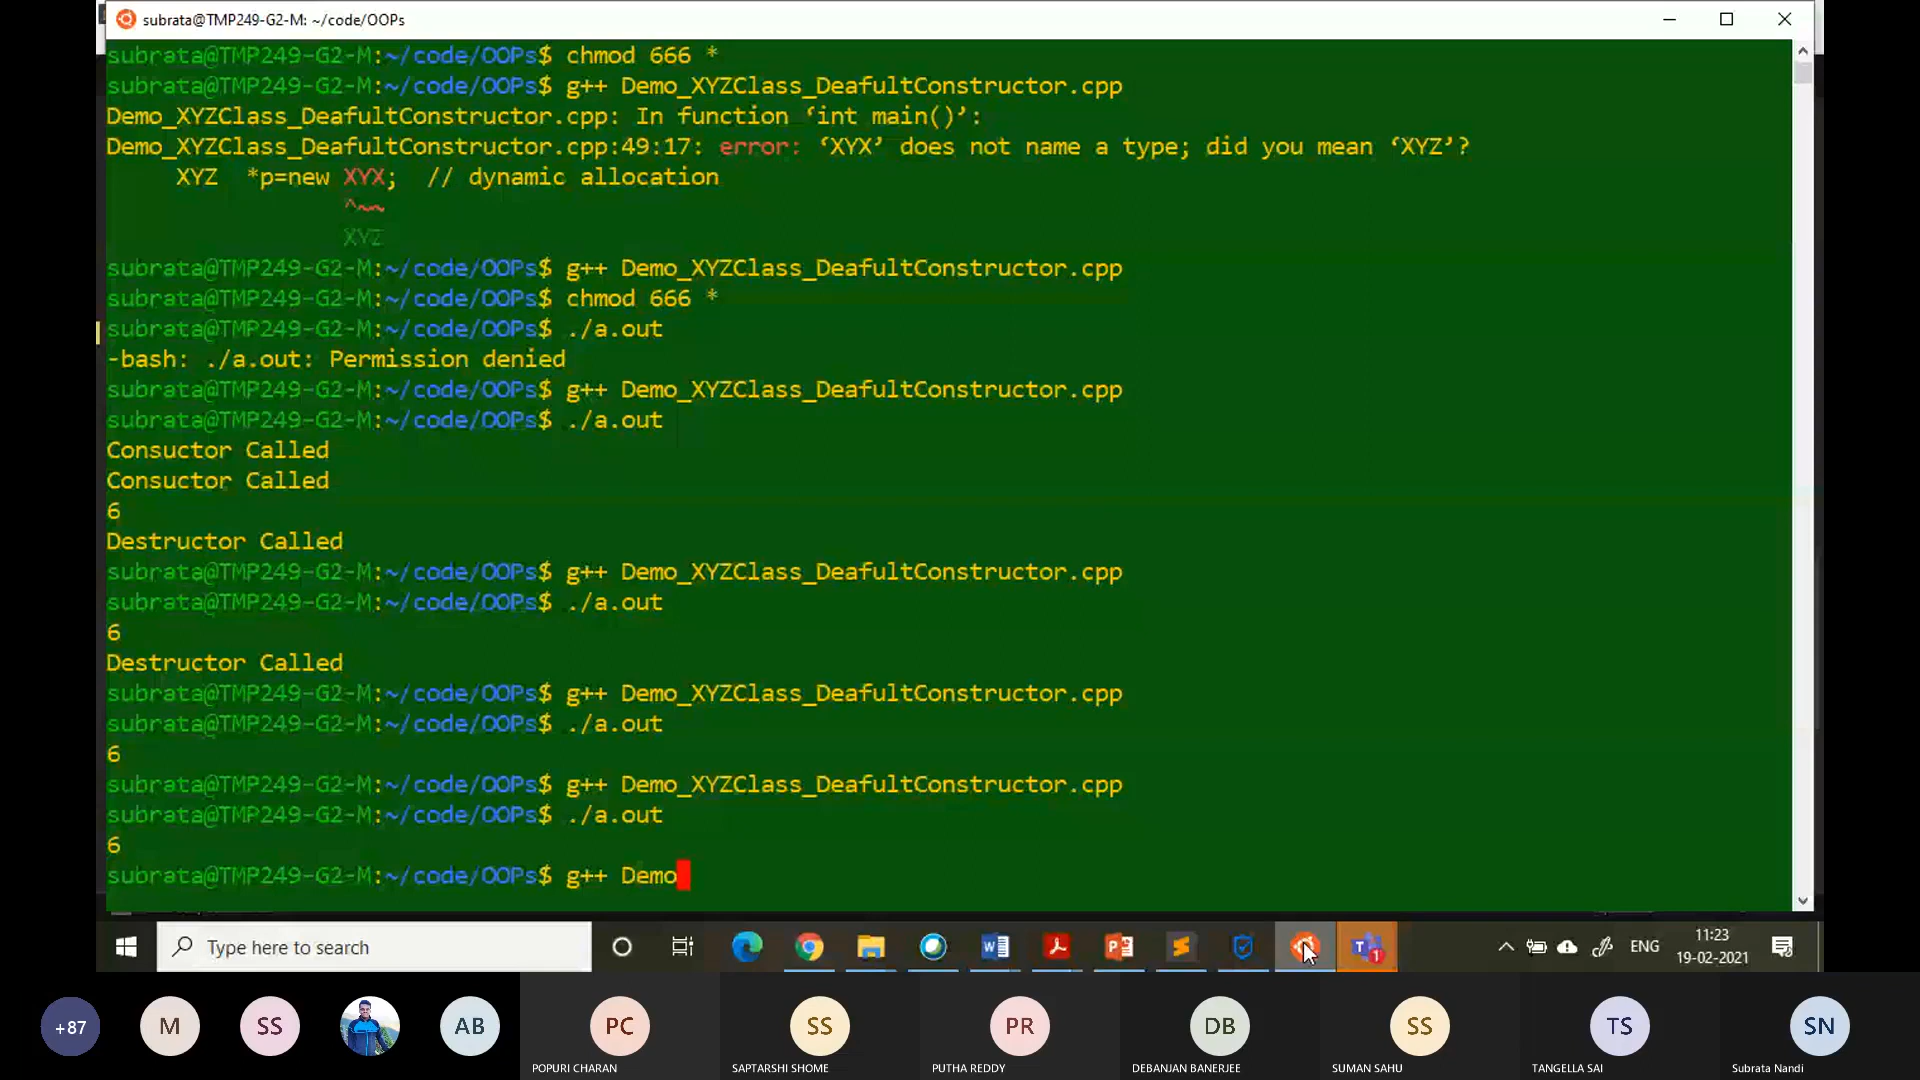 subrata@TMP249-G2-M: ~/code/OOPs
subrata@TMP249-G2-M:~/code/OOPs$ chmod 666 *
subrata@TMP249-G2-M:~/code/OOPs$ g++ Demo_XYZClass_DeafultConstructor.cpp
Demo_XYZClass_DeafultConstructor.cpp: In function ‘int main()’:
Demo_XYZClass_DeafultConstructor.cpp:49:17: error: ‘XYX’ does not name a type; did you mean ‘XYZ’?
XYZ *p=new XYX; // dynamic allocation
^~~
XYZ
subrata@TMP249-G2-M:~/code/OOPs$ g++ Demo_XYZClass_DeafultConstructor.cpp
subrata@TMP249-G2-M:~/code/OOPs$ chmod 666 *
subrata@TMP249-G2-M:~/code/OOPs$ ./a.out
-bash: ./a.out: Permission denied
subrata@TMP249-G2-M:~/code/OOPs$ g++ Demo_XYZClass_DeafultConstructor.cpp
subrata@TMP249-G2-M:~/code/OOPs$ ./a.out
Consuctor Called
Consuctor Called
6
Destructor Called
subrata@TMP249-G2-M:~/code/OOPs$ g++ Demo_XYZClass_DeafultConstructor.cpp
subrata@TMP249-G2-M:~/code/OOPs$ ./a.out
6
Destructor Called
subrata@TMP249-G2-M:~/code/OOPs$ g++ Demo_XYZClass_DeafultConstructor.cpp
subrata@TMP249-G2-M:~/code/OOPs$ ./a.out
6
subrata@TMP249-G2-M:~/code/OOPs$ g++ Demo_XYZClass_DeafultConstructor.cpp
subrata@TMP249-G2-M:~/code/OOPs$ ./a.out
6
subrata@TMP249-G2-M:~/code/OOPs$ g++ Demo
Type here to search
ENG
11:23
19-02-2021
+87
M
SS
AB
PC
SS
PR
DB
SS
TS
SN
POPURI CHARAN
SAPTARSHI SHOME
PUTHA REDDY
DEBANJAN BANERJEE
SUMAN SAHU
TANGELLA SAI
Subrata Nandi